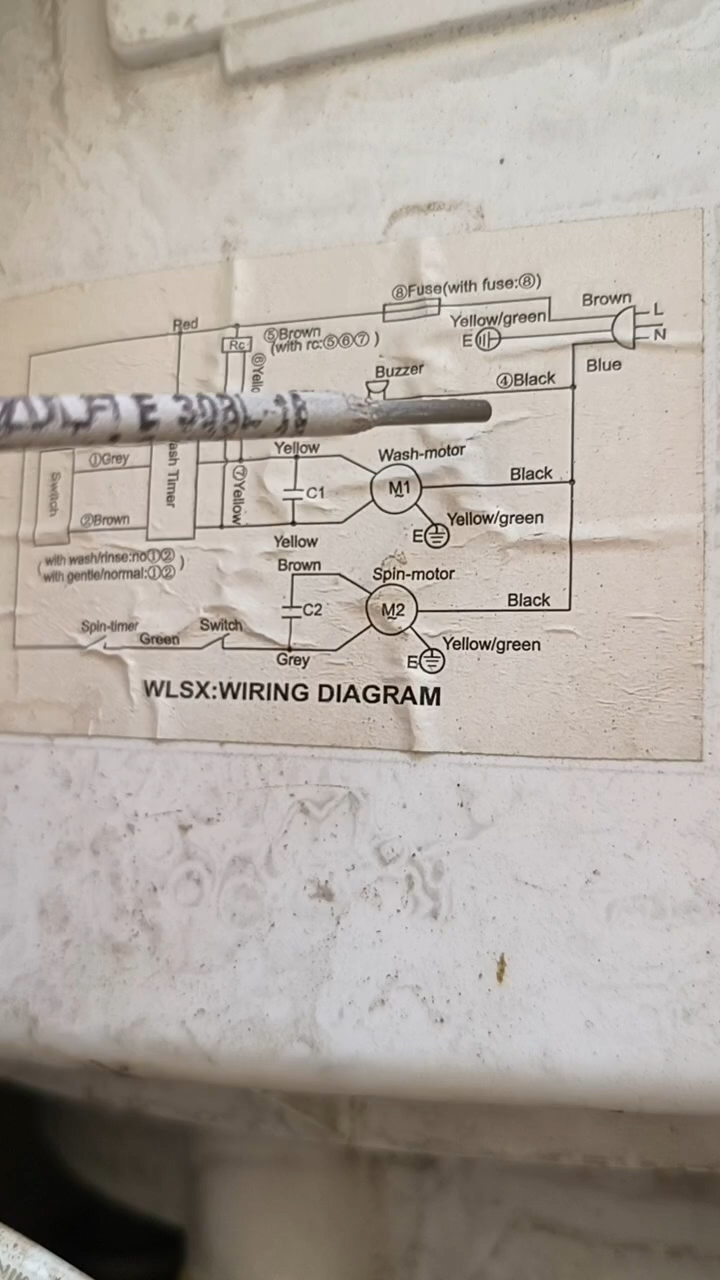 ⑧Fuse(with fuse:⑧)
Brown
L
Yellow/green
E
N
Red
⑤Brown
(with rc:⑤⑥⑦)
Rc
Blue
Buzzer
④Black
①Grey
Yellow
Wash-motor
Switch
Timer
⑦Yellow
C1
M1
Black
②Brown
Yellow/green
E
Yellow
(with wash/rinse:no①②)
with gentle/normal:①②
Brown
Spin-motor
C2
M2
Black
Spin-timer
Green
Switch
Grey
Yellow/green
E
WLSX:WIRING DIAGRAM